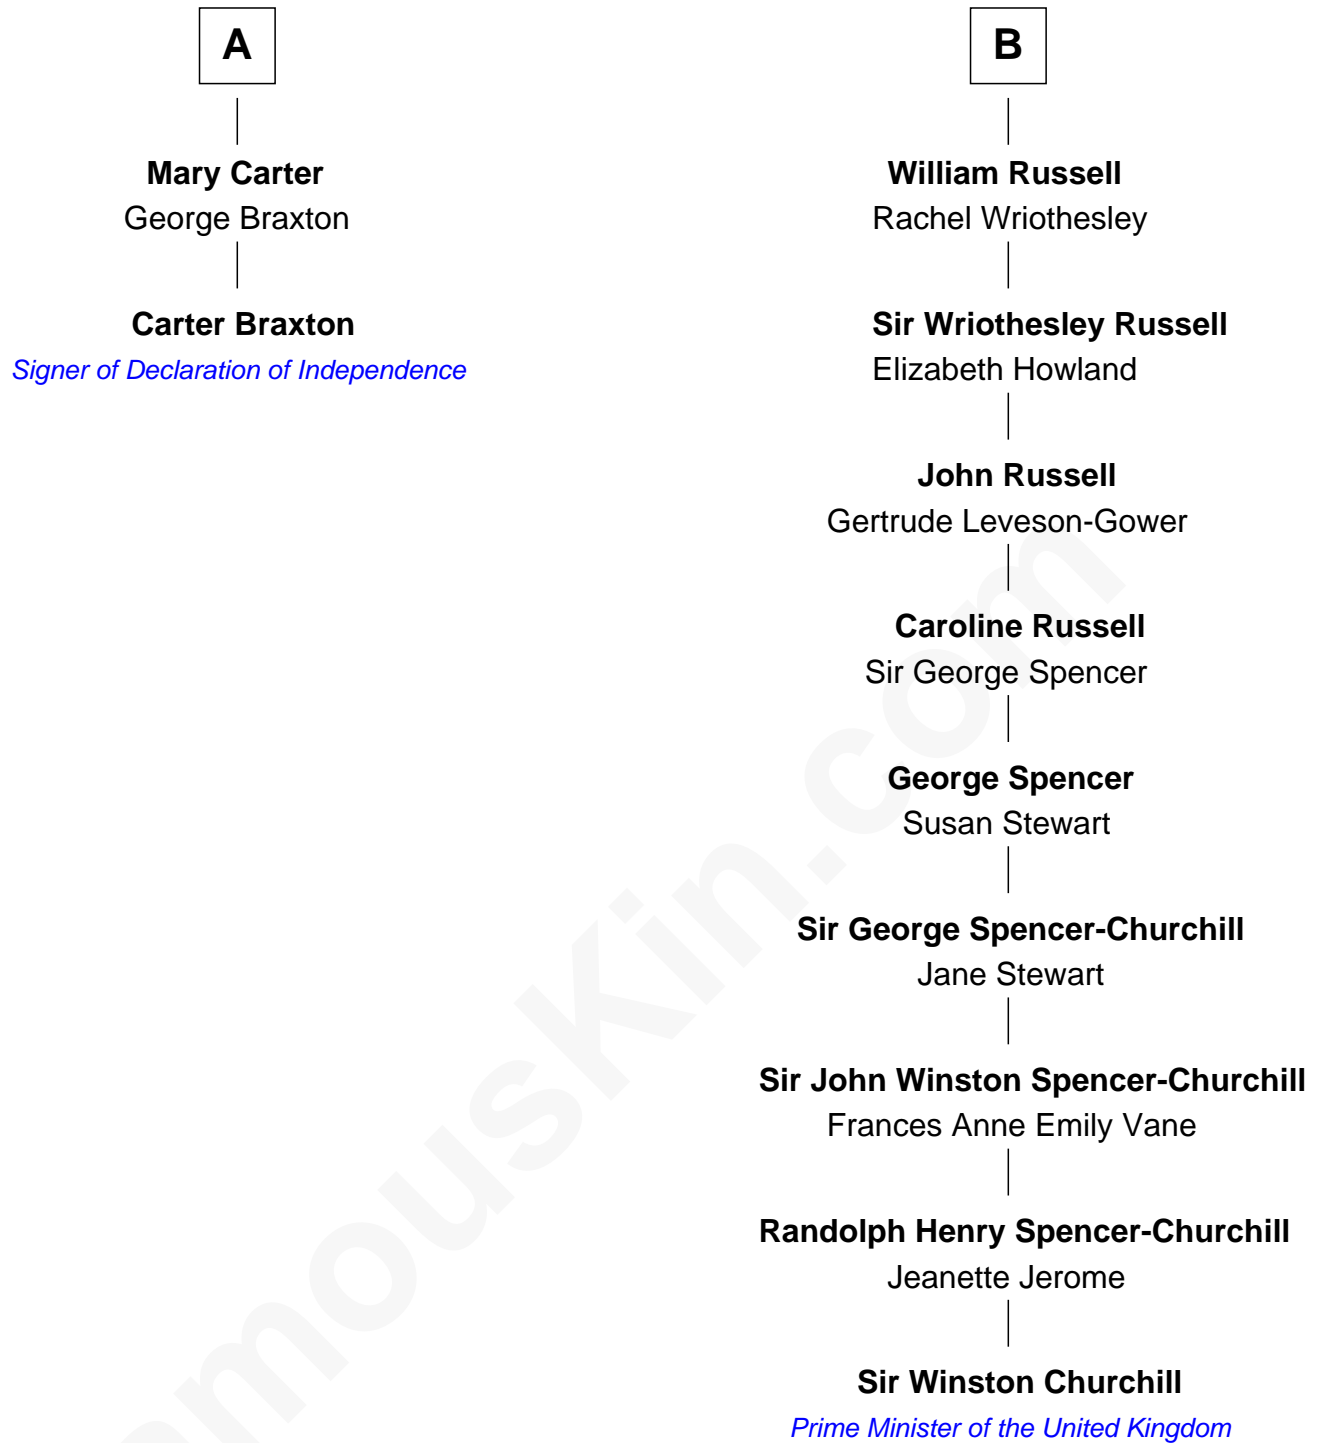 A
Mary Carter
George Braxton
Carter Braxton
Signer of Declaration of Independence
B
William Russell
Rachel Wriothesley
Sir Wriothesley Russell
Elizabeth Howland
John Russell
Gertrude Leveson-Gower
Caroline Russell
Sir George Spencer
George Spencer
Susan Stewart
Sir George Spencer-Churchill
Jane Stewart
Sir John Winston Spencer-Churchill
Frances Anne Emily Vane
Randolph Henry Spencer-Churchill
Jeanette Jerome
Sir Winston Churchill
Prime Minister of the United Kingdom
amouskin.com